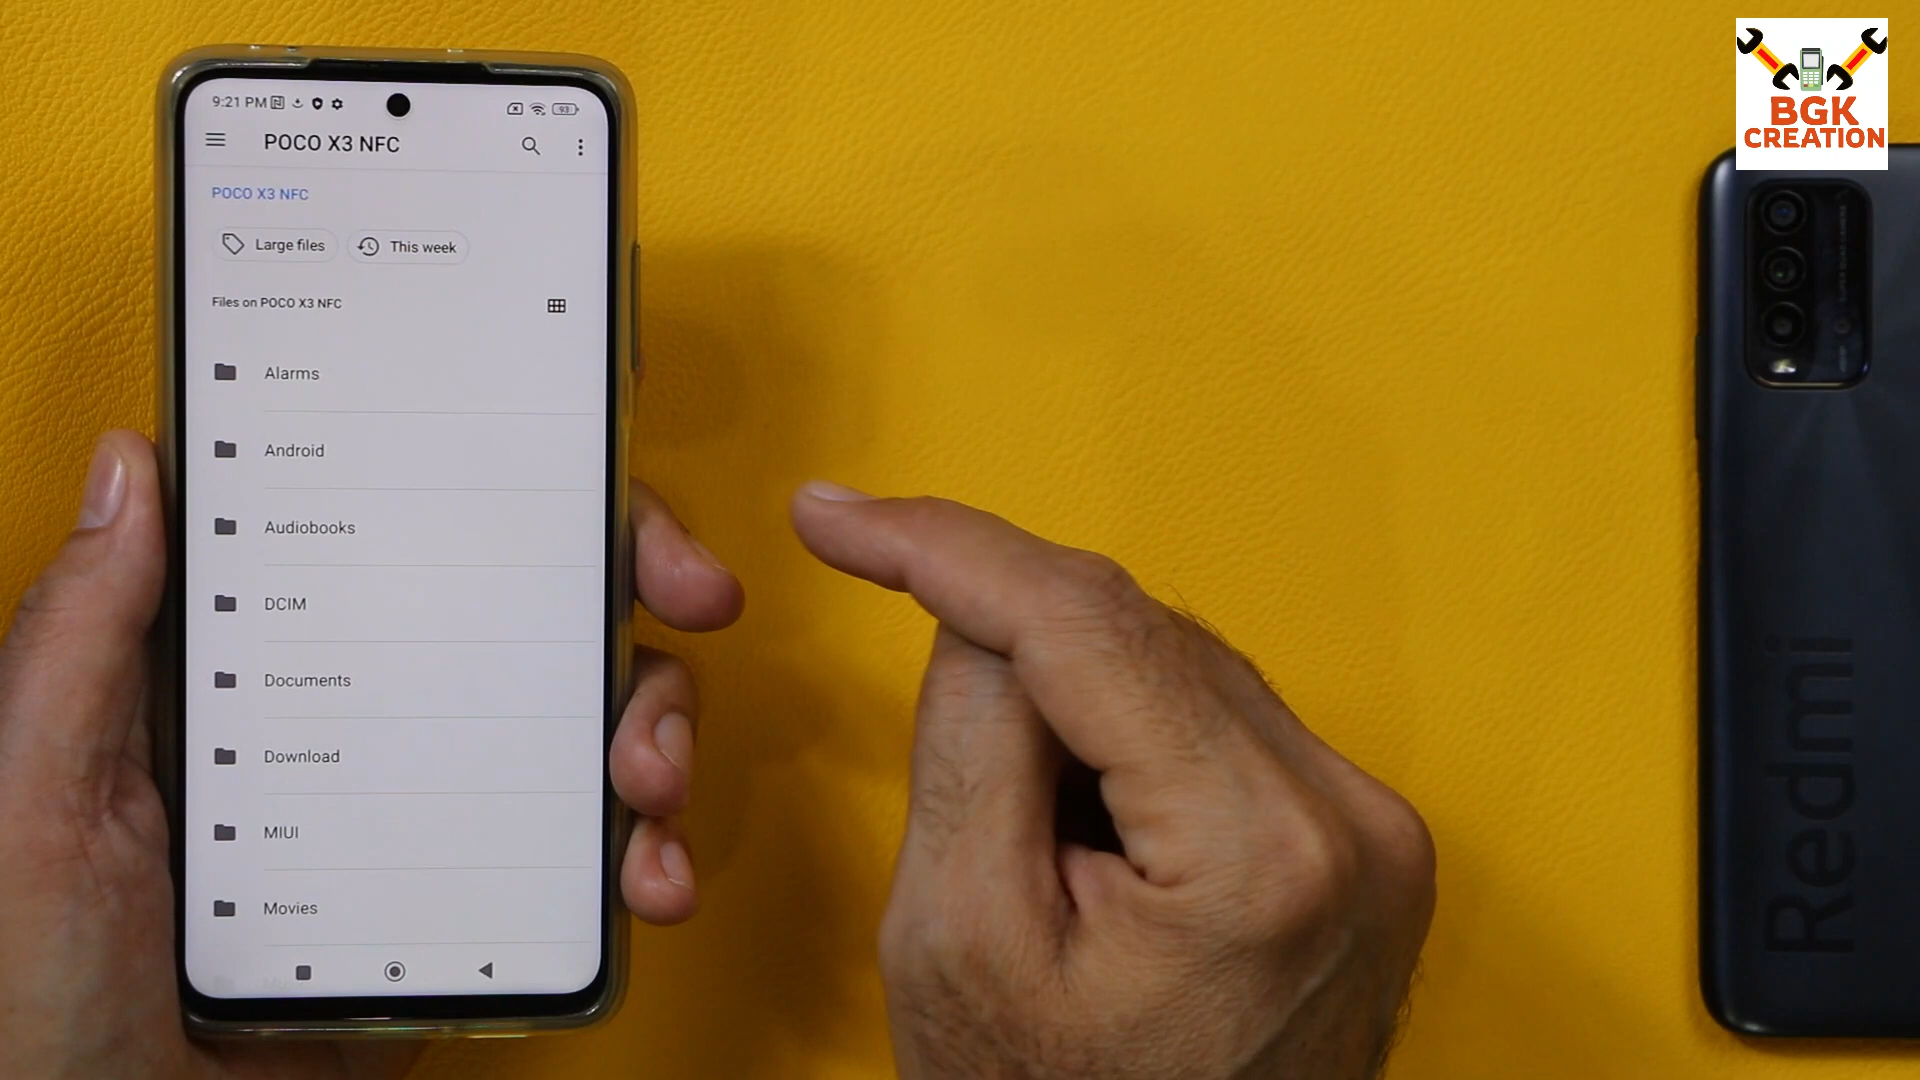 9:21 PM
93
POCO X3 NFC
POCO X3 NFC
Large files
This week
Files on POCO X3 NFC
Alarms
Android
Audiobooks
DCIM
Documents
Download
MIUI
Movies
BGK
CREATION
Redmi